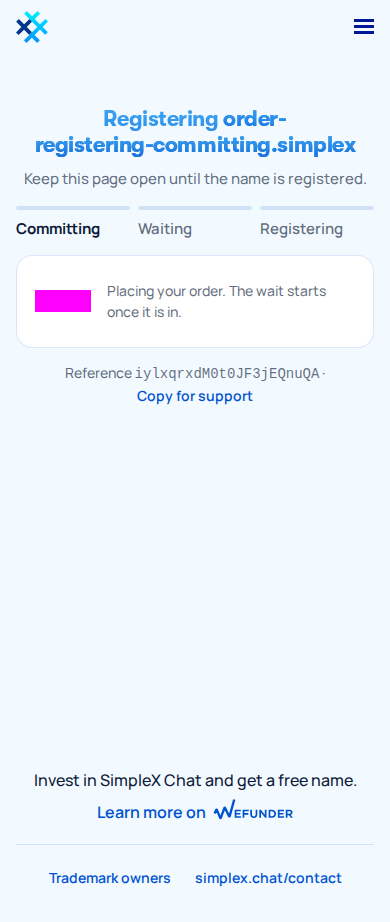 Registering order-
registering-committing.simplex
Keep this page open until the name is registered.
Committing
Waiting
Registering
Placing your order. The wait starts
once it is in.
Reference iylxqrxdM0t0JF3jEQnuQA·
Copy for support
Invest in SimpleX Chat and get a free name.
Learn more on WEFUNDER
Trademark owners
simplex.chat/contact